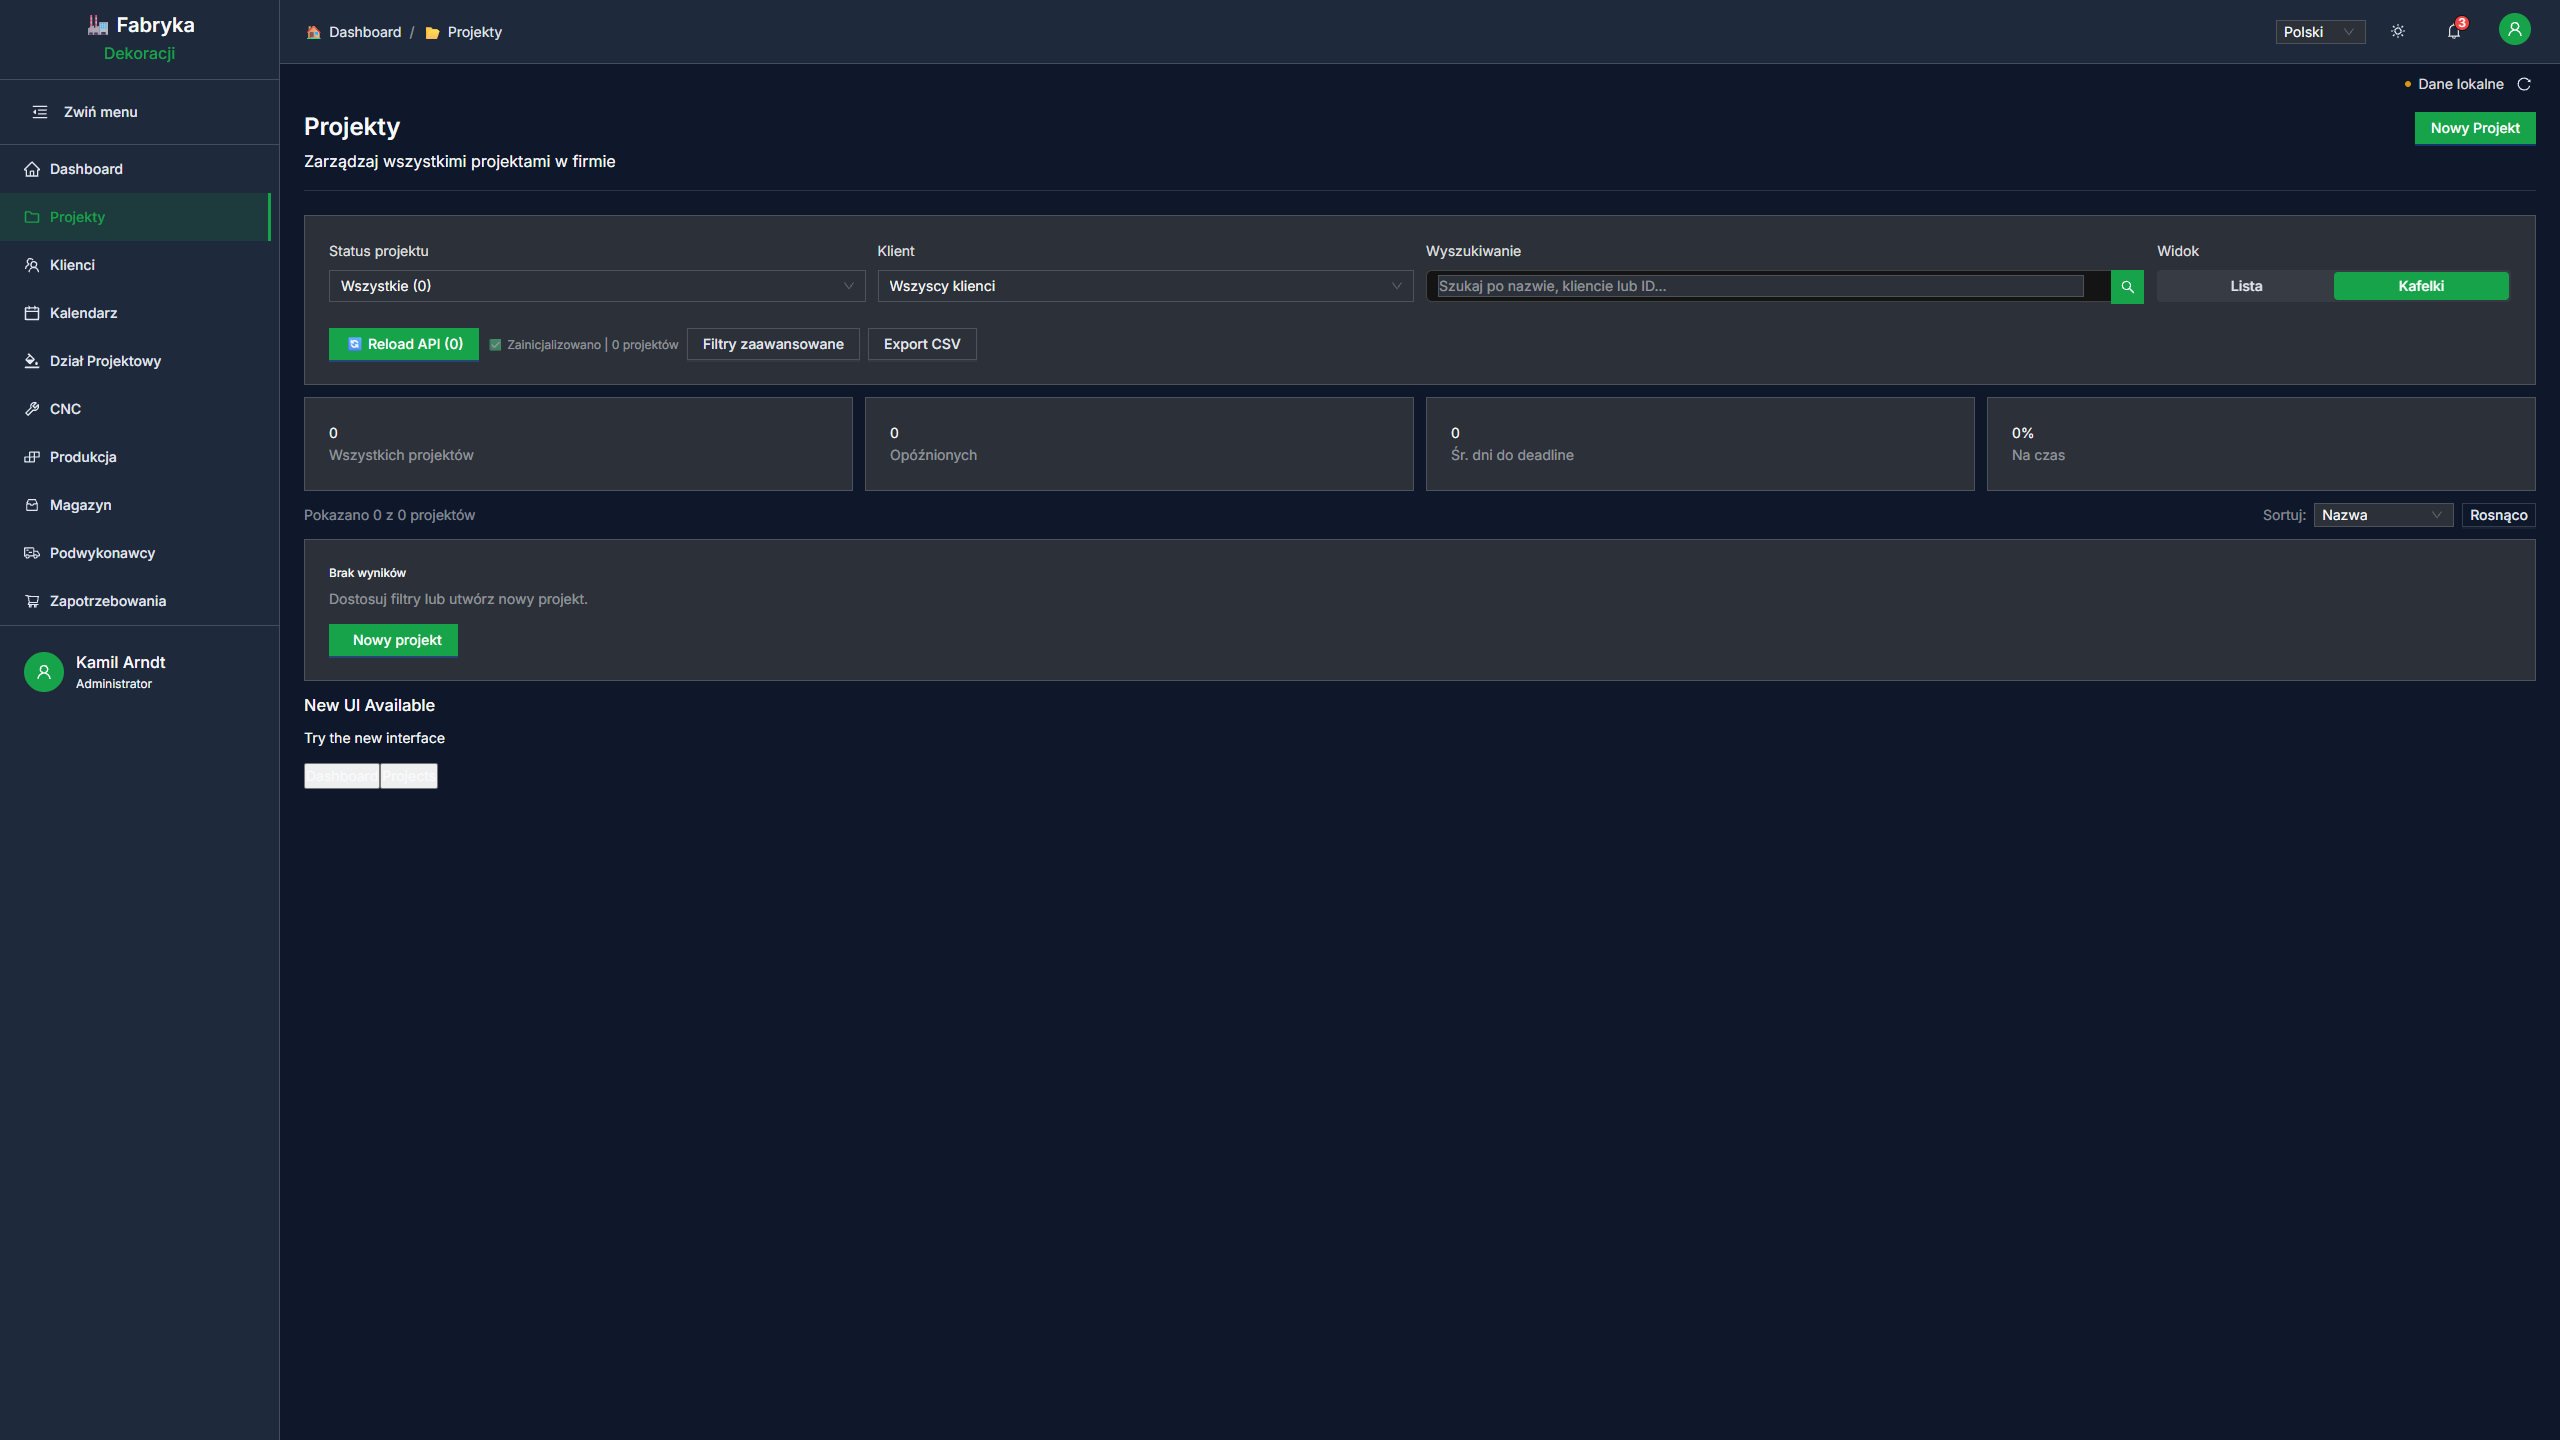 Fabryka
Dekoracji
Zwiń menu
Dashboard
Projekty
Klienci
Kalendarz
Dział Projektowy
CNC
Produkcja
Magazyn
Podwykonawcy
Zapotrzebowania
Kamil Arndt
Administrator
Dashboard / Projekty
Polski
3
Dane lokalne
Projekty
Nowy Projekt
Zarządzaj wszystkimi projektami w firmie
Status projektu
Wszystkie (0)
Klient
Wszyscy klienci
Wyszukiwanie
Szukaj po nazwie, kliencie lub ID...
Widok
Lista
Kafelki
Reload API (0)
Zainicjalizowano | 0 projektów
Filtry zaawansowane
Export CSV
0
Wszystkich projektów
0
Opóźnionych
0
Śr. dni do deadline
0%
Na czas
Pokazano 0 z 0 projektów
Sortuj:
Nazwa
Rosnąco
Brak wyników
Dostosuj filtry lub utwórz nowy projekt.
Nowy projekt
New UI Available
Try the new interface
Dashboard
Projects